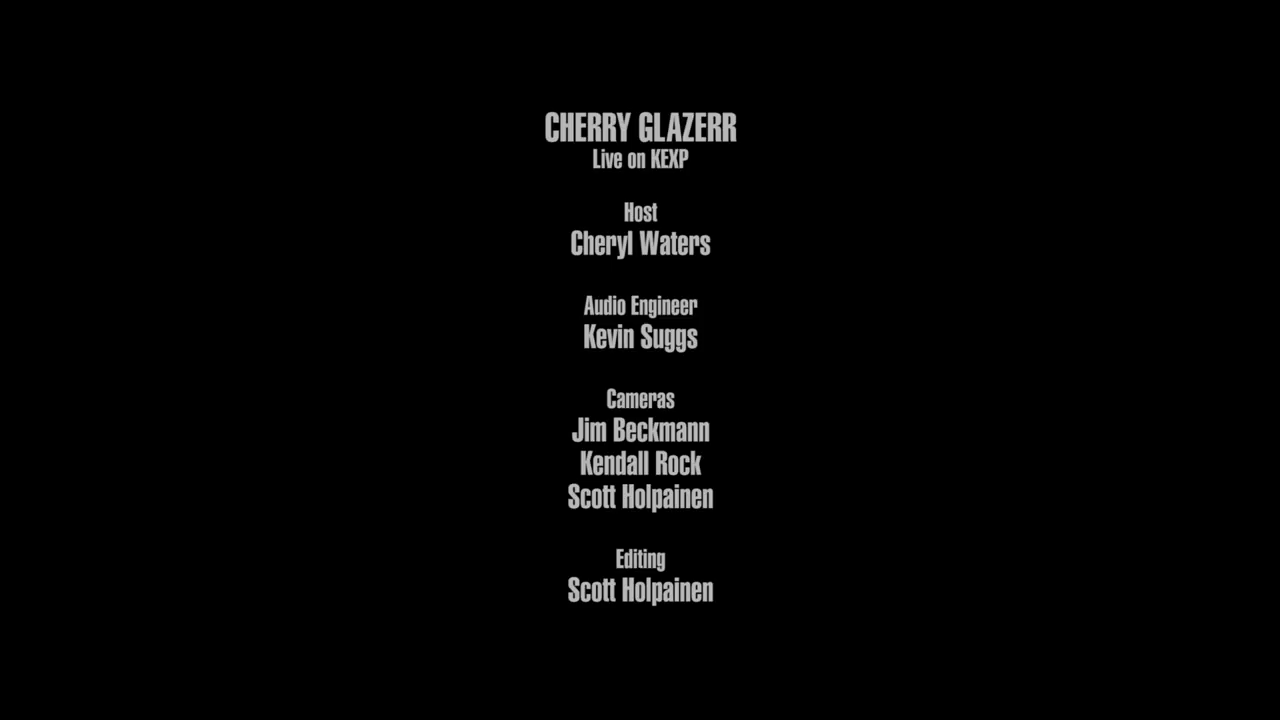 CHERRY GLAZERR
Live on KEXP
Host
Cheryl Waters
Audio Engineer
Kevin Suggs
Cameras
Jim Beckmann
Kendall Rock
Scott Holpainen
Editing
Scott Holpainen